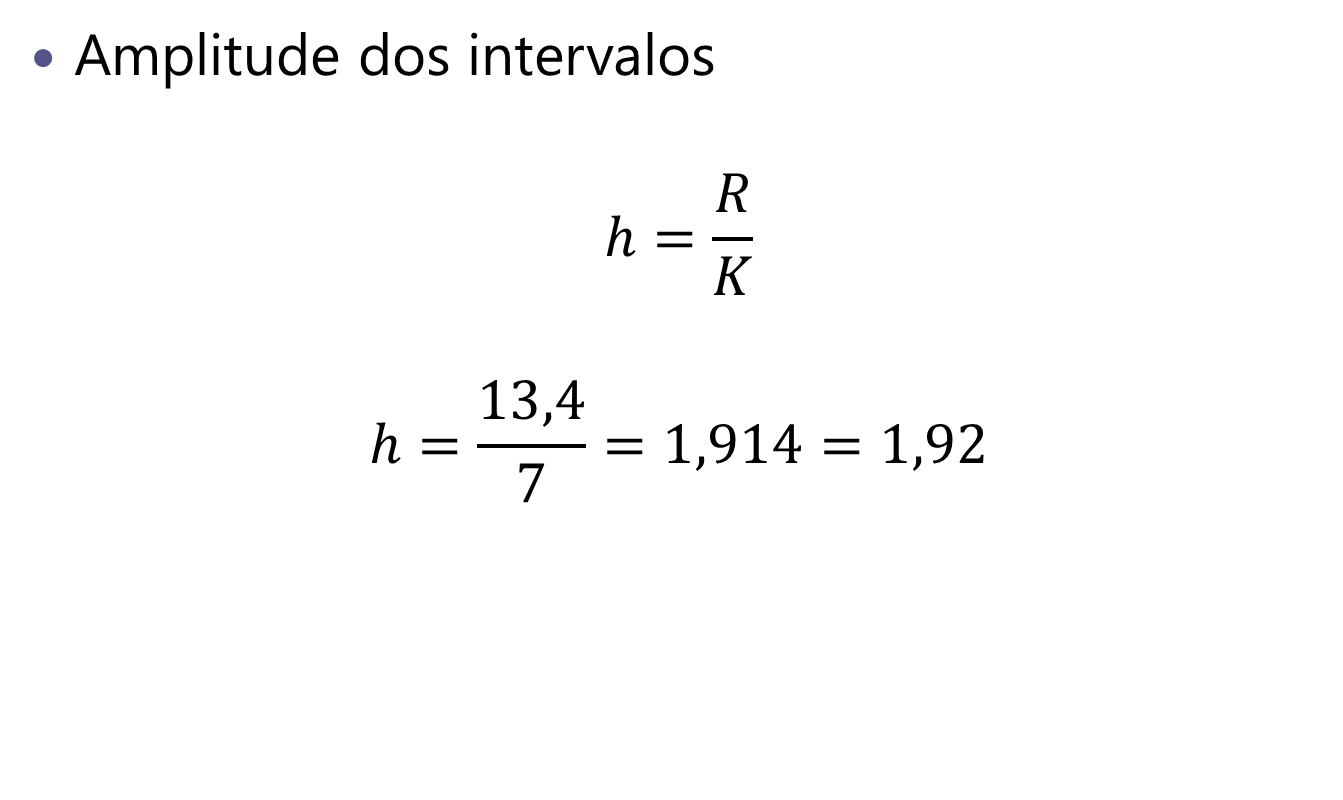 • Amplitude dos intervalos
h = R/K
h = 13,4/7 = 1,914 = 1,92